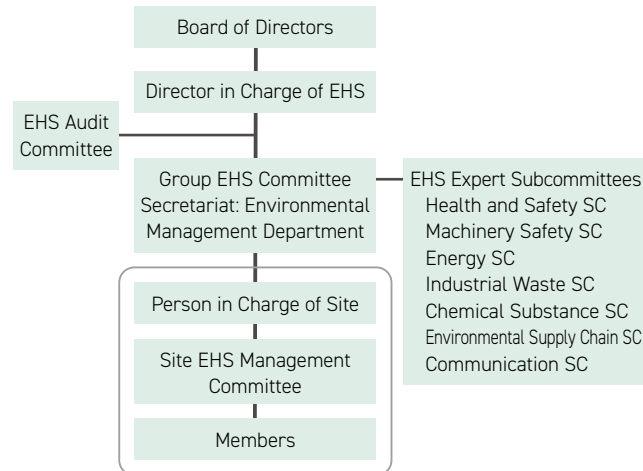 Board of Directors
Director in Charge of EHS
EHS Audit
Committee
Group EHS Committee
Secretariat: Environmental
Management Department
EHS Expert Subcommittees
Health and Safety SC
Machinery Safety SC
Energy SC
Industrial Waste SC
Chemical Substance SC
Environmental Supply Chain SC
Communication SC
Person in Charge of Site
Site EHS Management
Committee
Members